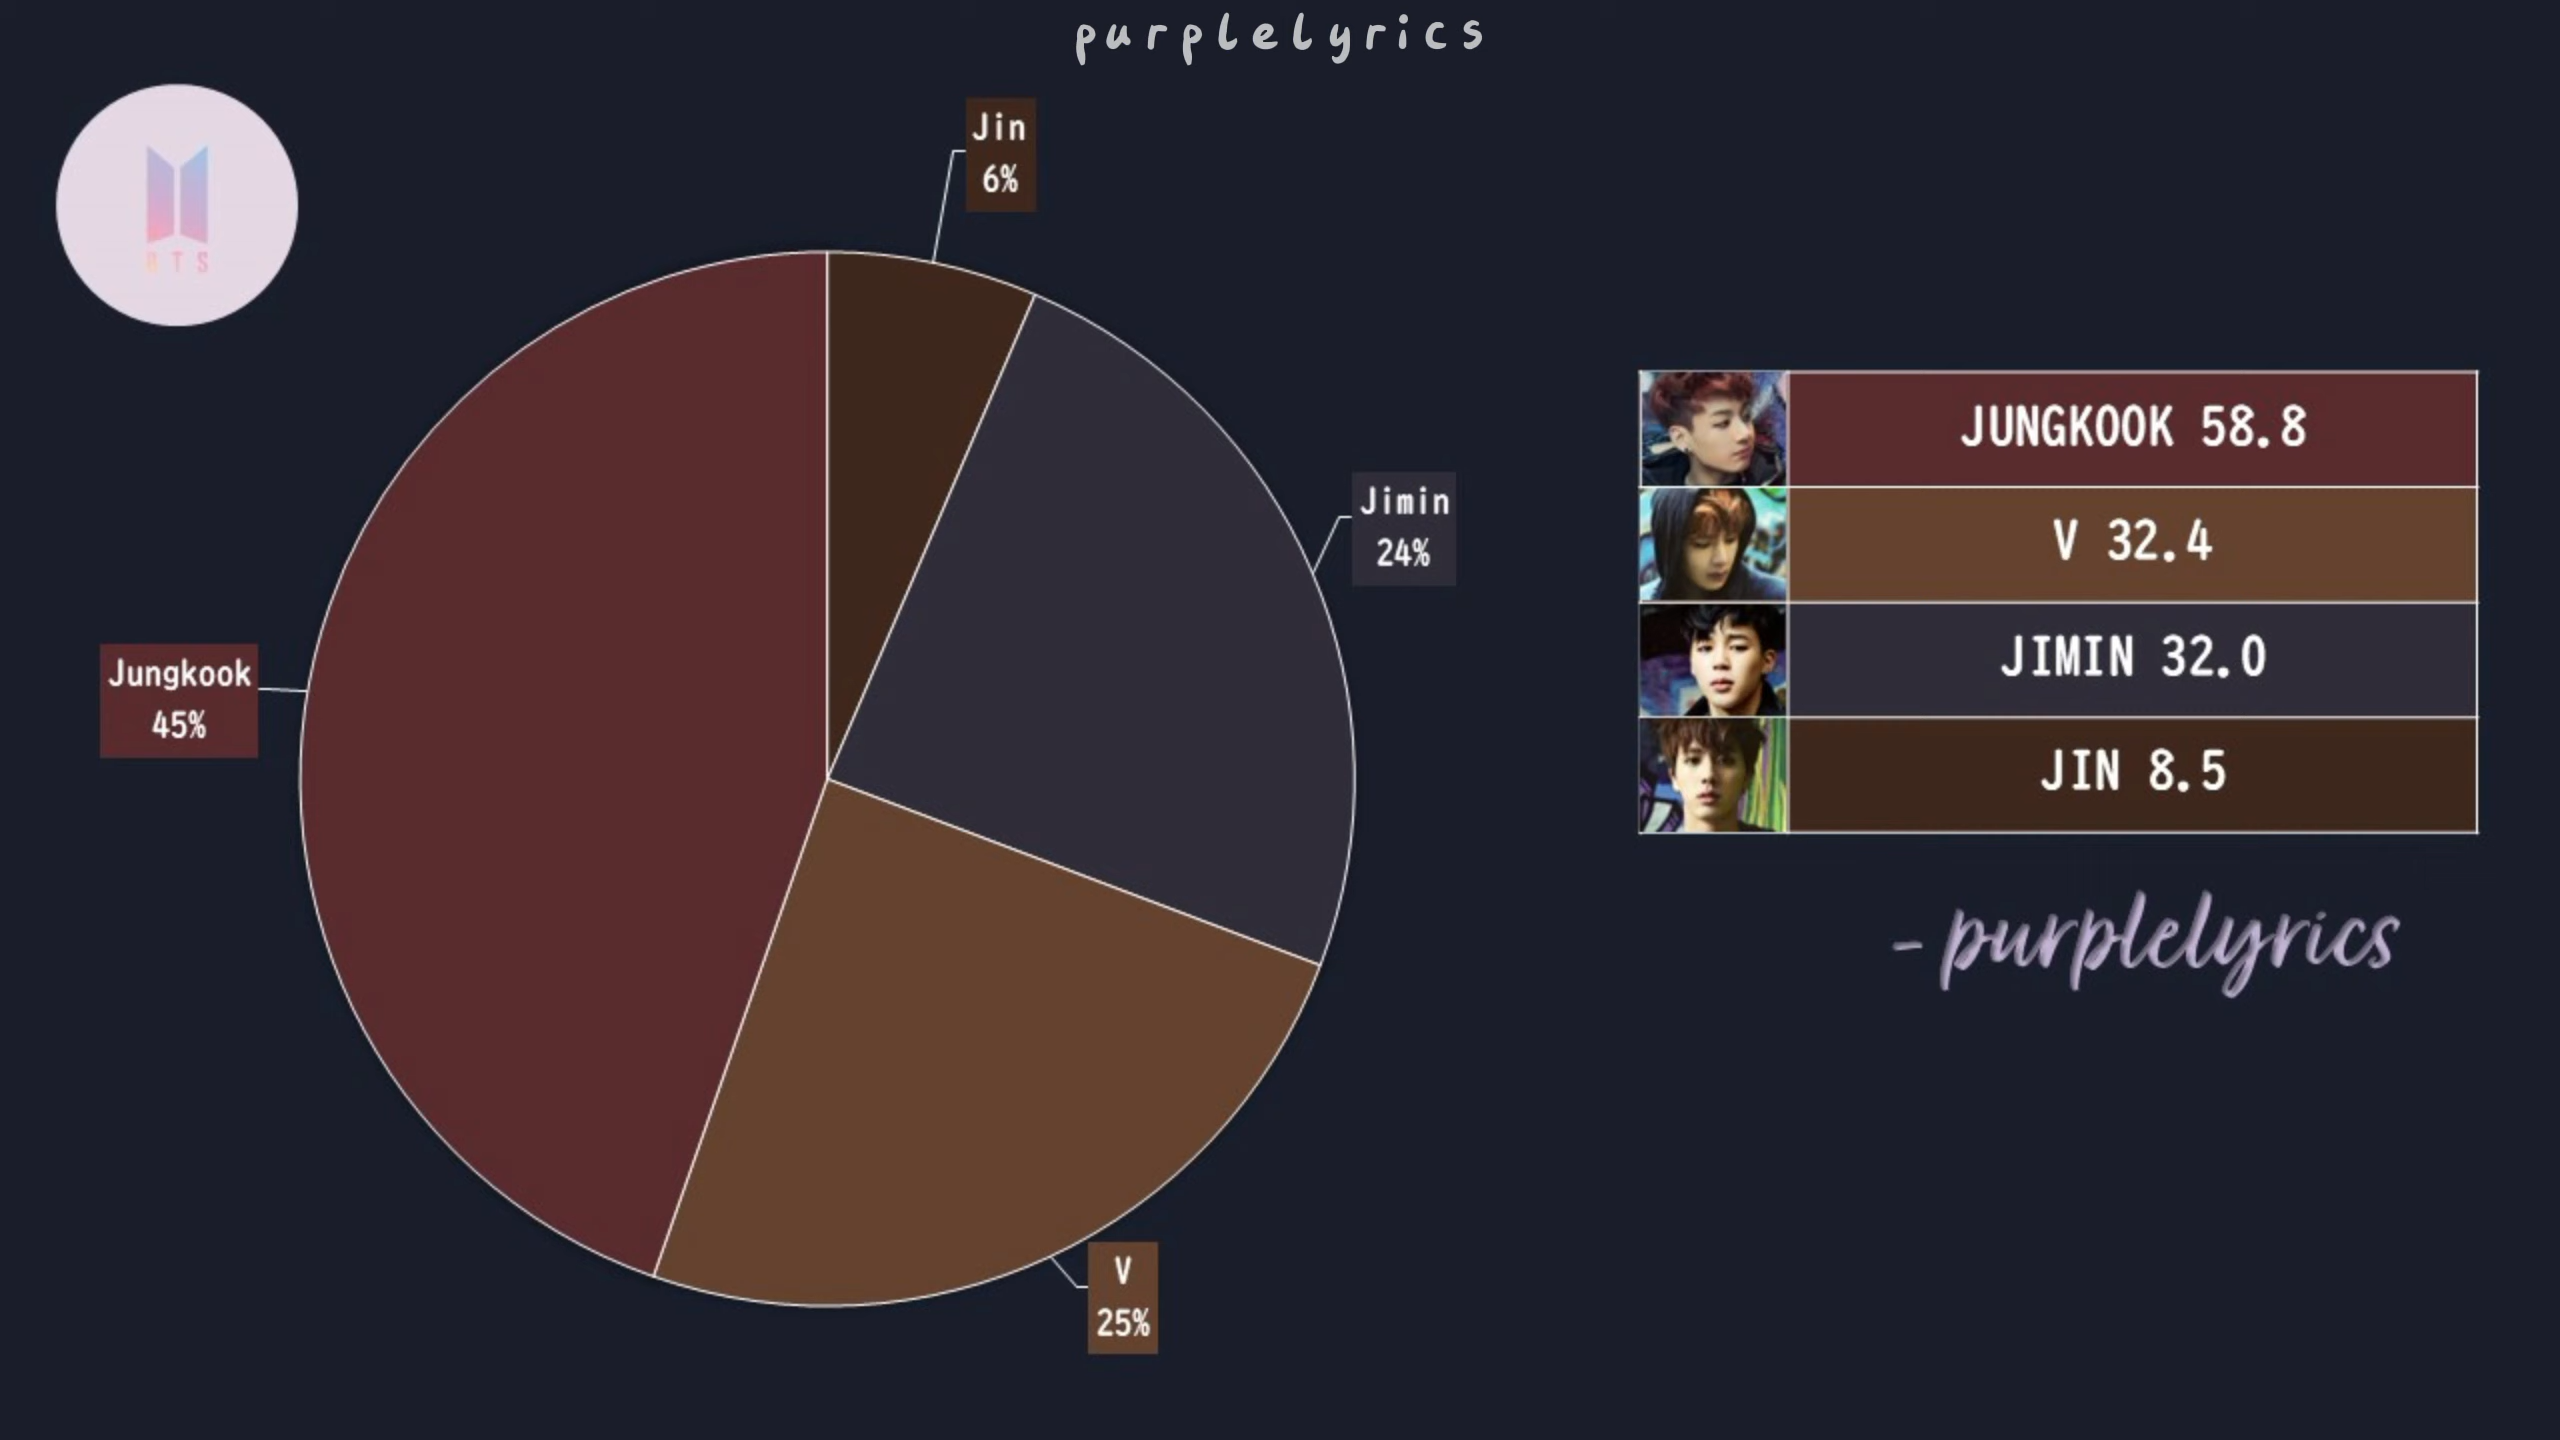 purplelyrics
BTS
Jin
6%
Jimin
24%
Jungkook
45%
V
25%
JUNGKOOK 58.8
V 32.4
JIMIN 32.0
JIN 8.5
- purplelyrics